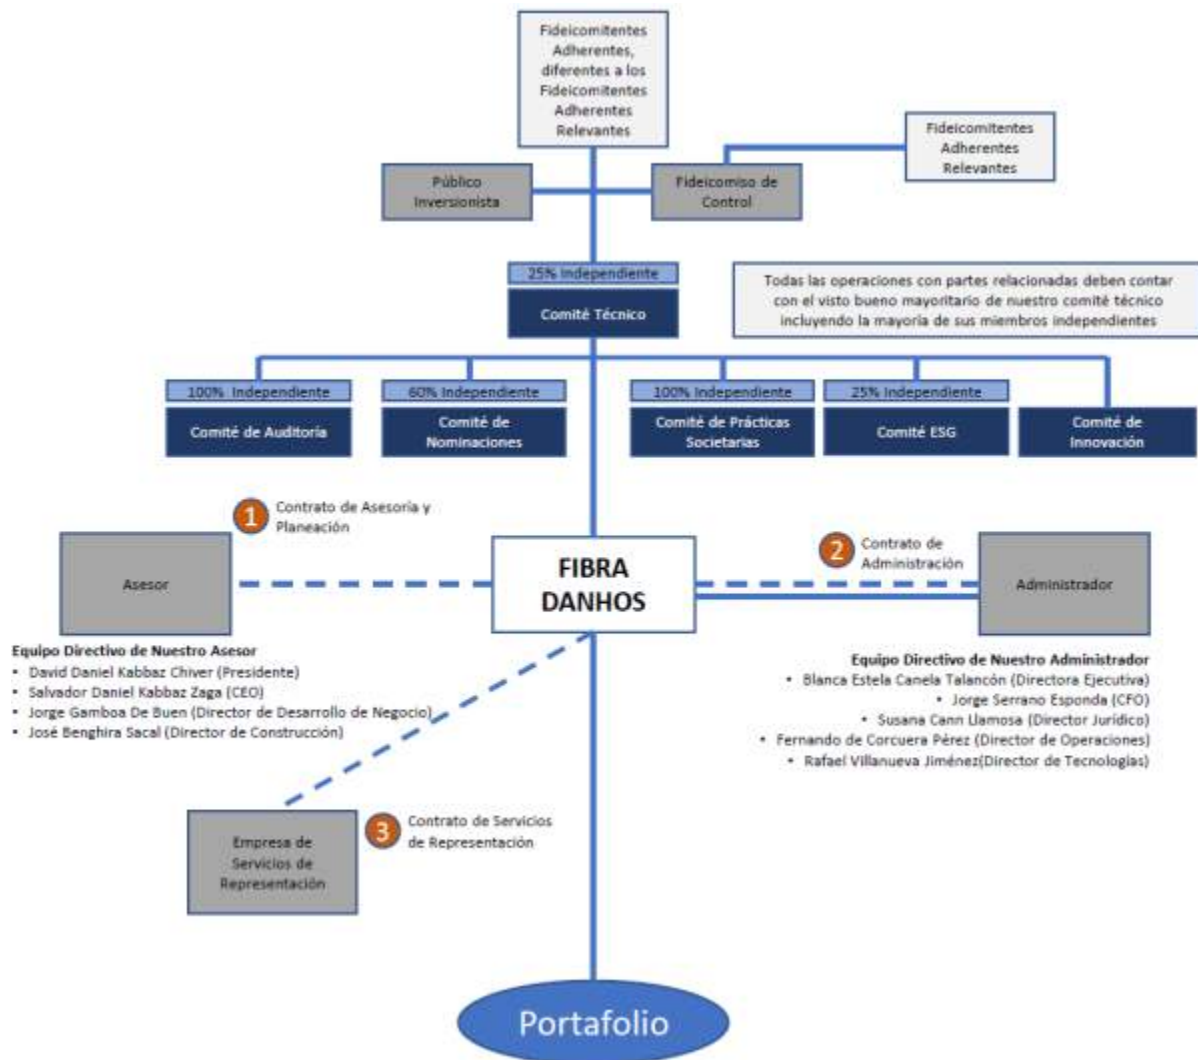 Fideicomitentes
Adherentes,
diferentes a los
Fideicomitentes
Adherentes
Relevantes
Fideicomitentes
Adherentes
Relevantes
Público
Inversionista
Fideicomiso de
Control
25% Independiente
Comité Técnico
Todas las operaciones con partes relacionadas deben contar
con el visto bueno mayoritario de nuestro comité técnico
incluyendo la mayoría de sus miembros independientes
100% Independiente
Comité de Auditoría
60% Independiente
Comité de
Nominaciones
100% Independiente
Comité de Prácticas
Societarias
25% Independiente
Comité ESG
Comité de
Innovación
1
Contrato de Asesoría y
Planeación
Asesor
FIBRA
DANHOS
2
Contrato de
Administración
Administrador
Equipo Directivo de Nuestro Asesor
• David Daniel Kabbaz Chiver (Presidente)
• Salvador Daniel Kabbaz Zaga (CEO)
• Jorge Gamboa De Buen (Director de Desarrollo de Negocio)
• José Benghira Sacal (Director de Construcción)
Equipo Directivo de Nuestro Administrador
• Blanca Estela Canela Talancón (Directora Ejecutiva)
• Jorge Serrano Esponda (CFO)
• Susana Cann Llamosa (Director Jurídico)
• Fernando de Corcuera Pérez (Director de Operaciones)
• Rafael Villanueva Jiménez(Director de Tecnologías)
3
Contrato de Servicios
de Representación
Empresa de
Servicios de
Representación
Portafolio